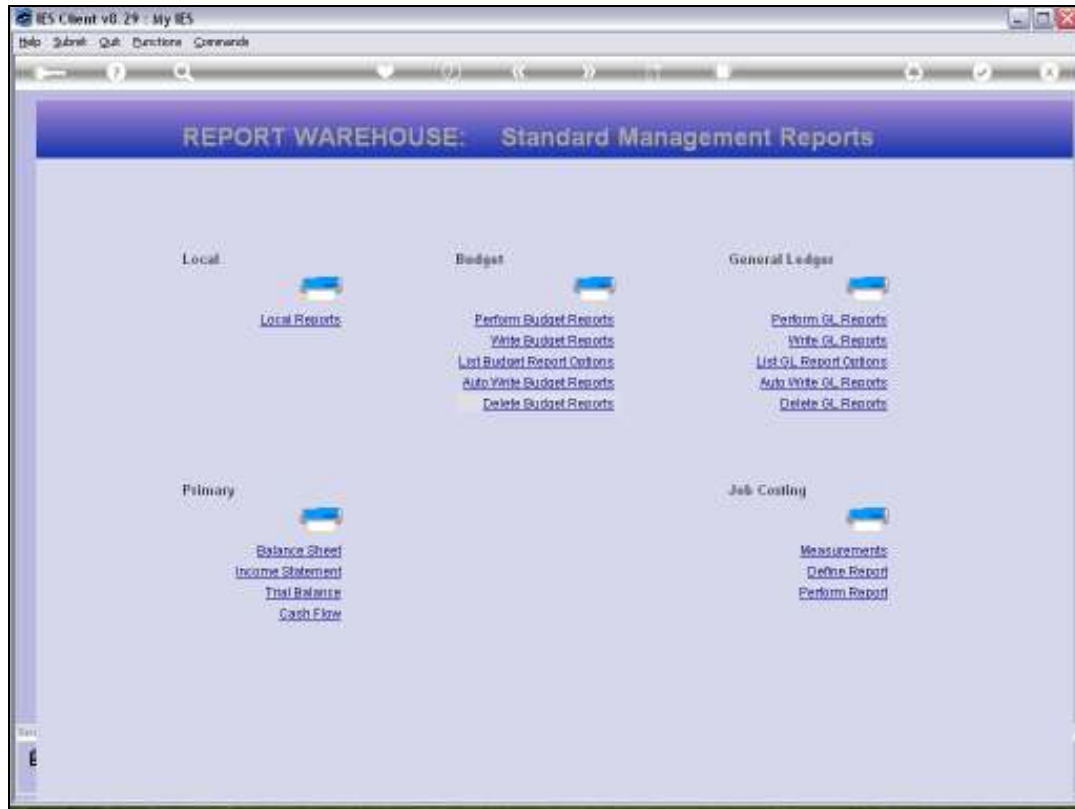 IES Client v8.29 : My IES
Help Submit Quit Functions Commands
REPORT WAREHOUSE: Standard Management Reports
Local
Local Reports
Budget
Perform Budget Reports
Write Budget Reports
List Budget Report Options
Auto Write Budget Reports
Delete Budget Reports
General Ledger
Perform GL Reports
Write GL Reports
List GL Report Options
Auto Write GL Reports
Delete GL Reports
Primary
Balance Sheet
Income Statement
Trial Balance
Cash Flow
Job Costing
Measurements
Define Report
Perform Report